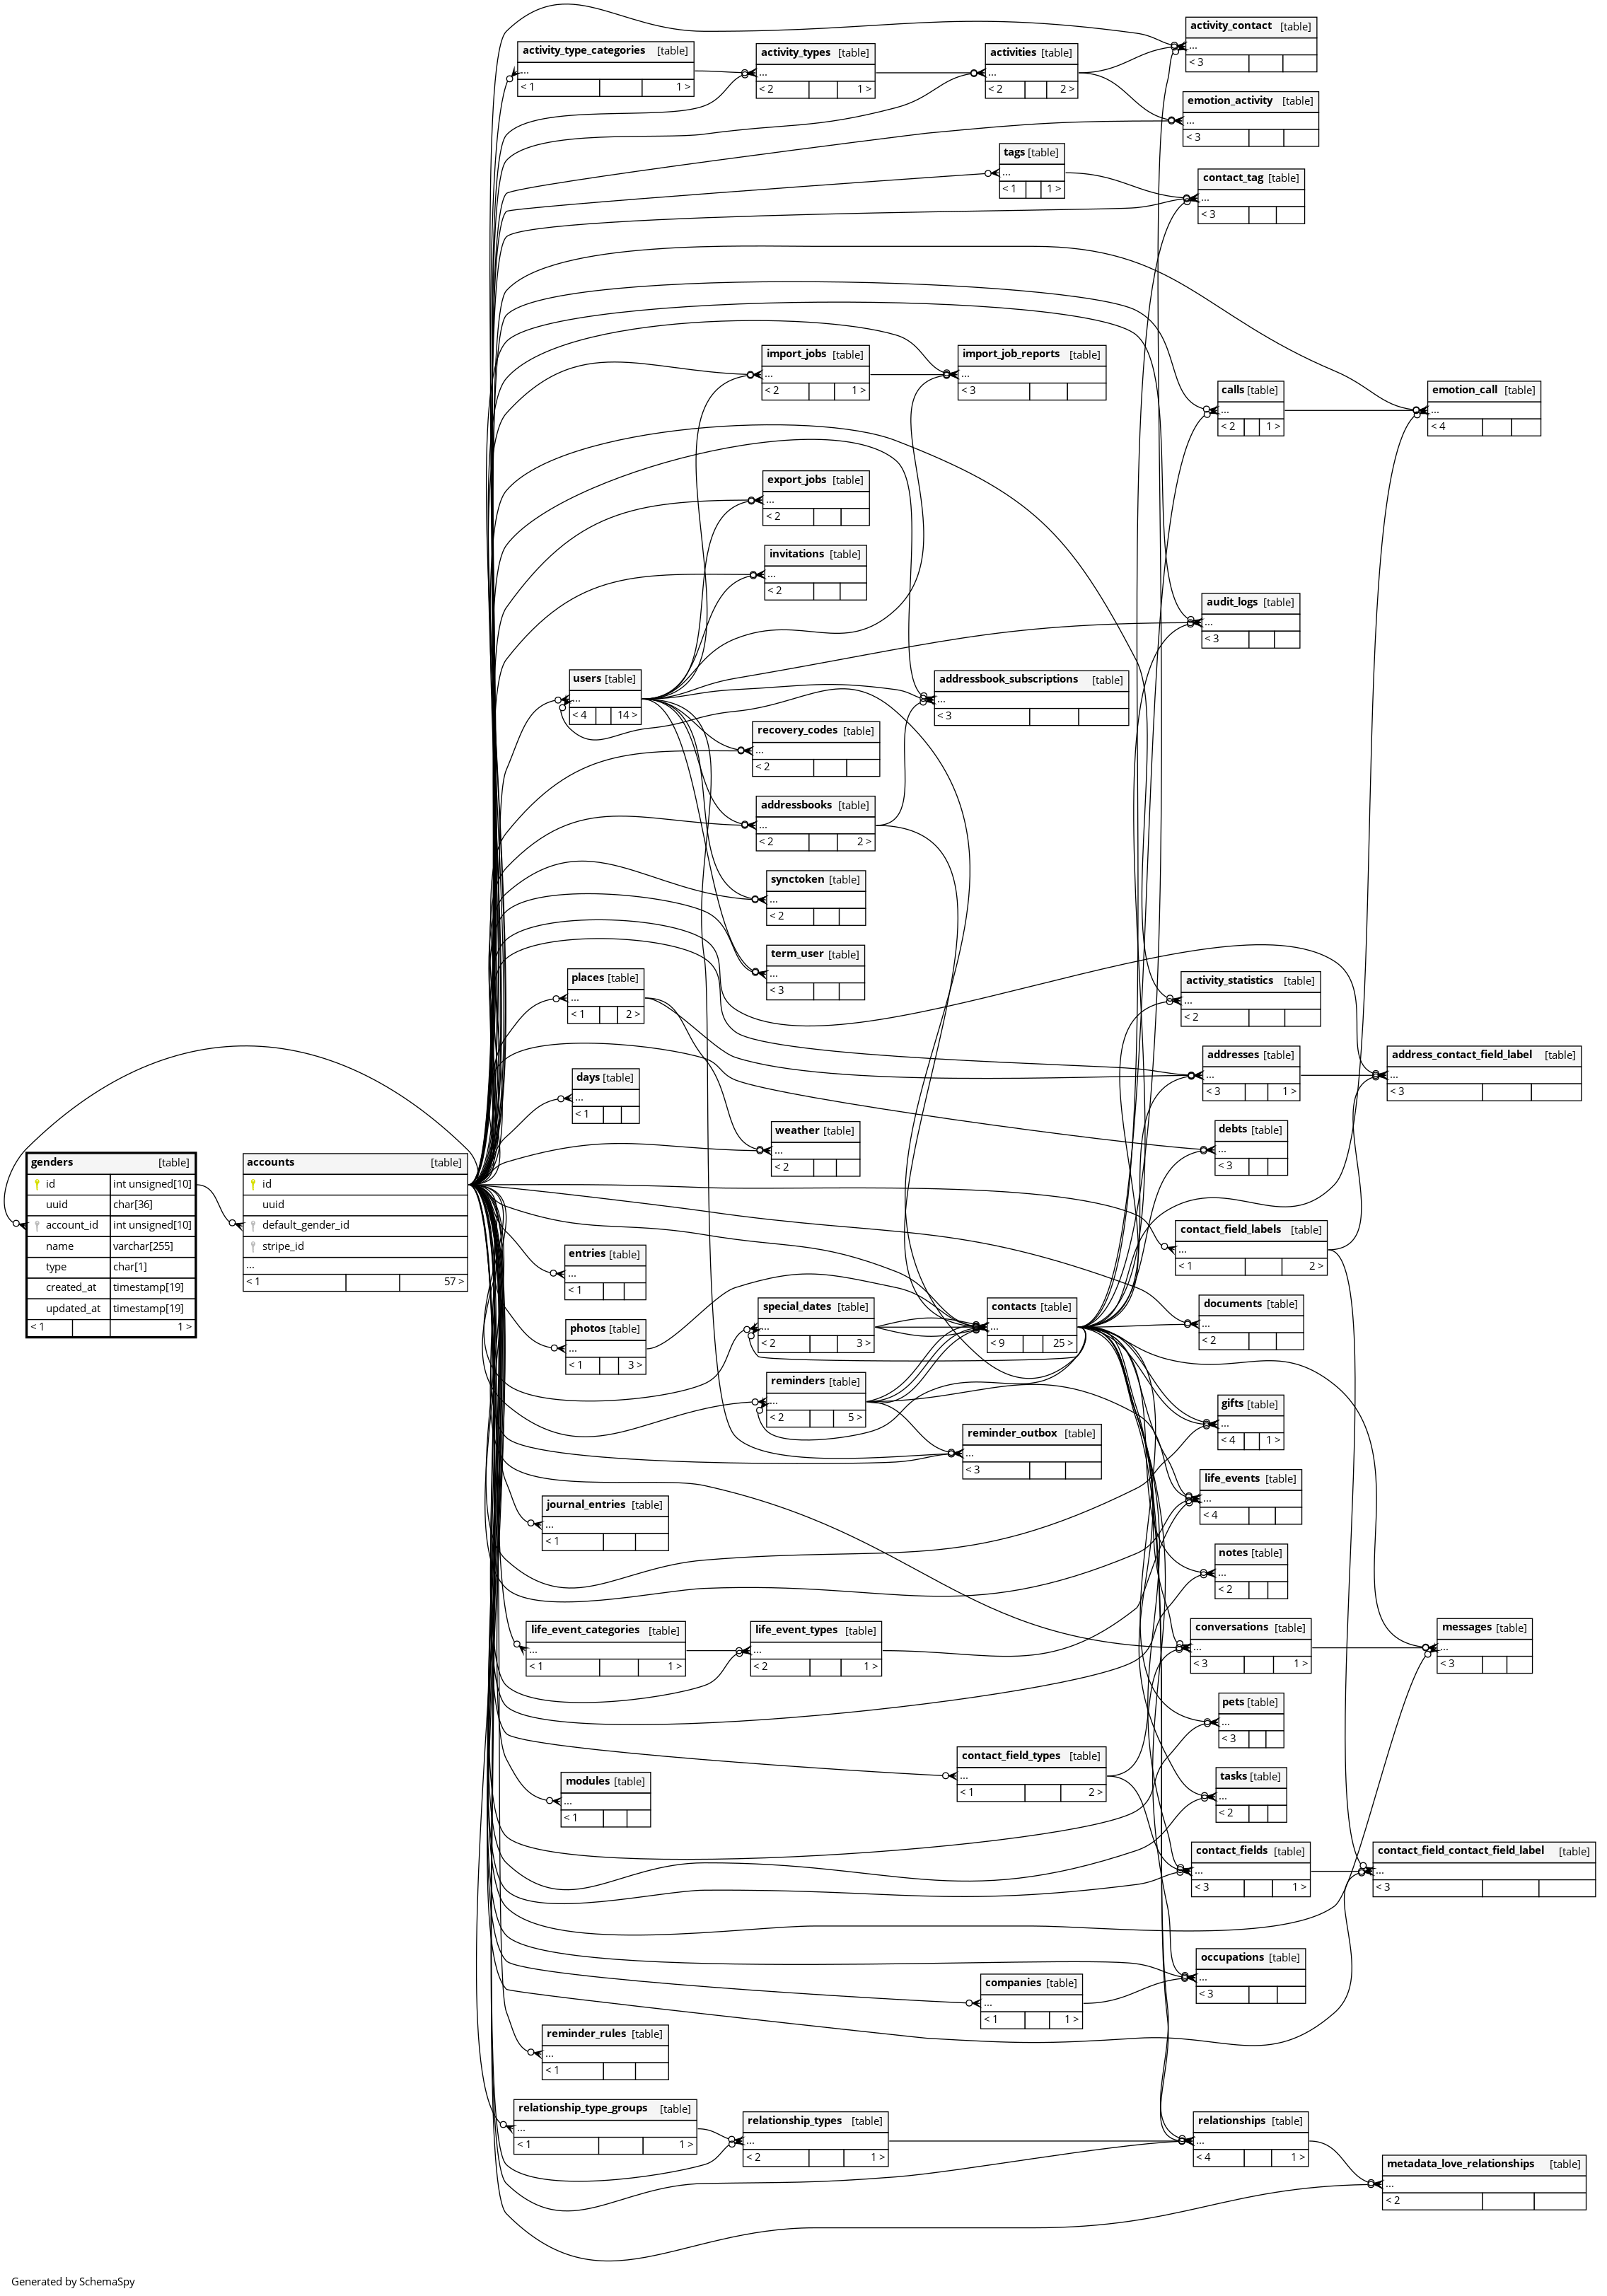 activity_contact [table]
...
< 3
activity_type_categories [table]
...
< 1 1 >
activity_types [table]
...
< 2 1 >
activities [table]
...
< 2 2 >
emotion_activity [table]
...
< 3
tags [table]
...
< 1 1 >
contact_tag [table]
...
< 3
import_jobs [table]
...
< 2 1 >
import_job_reports [table]
...
< 3
calls [table]
...
< 2 1 >
emotion_call [table]
...
< 4
export_jobs [table]
...
< 2
invitations [table]
...
< 2
audit_logs [table]
...
< 3
users [table]
...
< 4 14 >
addressbook_subscriptions [table]
...
< 3
recovery_codes [table]
...
< 2
addressbooks [table]
...
< 2 2 >
synctoken [table]
...
< 2
term_user [table]
...
< 3
places [table]
...
< 1 2 >
activity_statistics [table]
...
< 2
addresses [table]
...
< 3 1 >
address_contact_field_label [table]
...
< 3
days [table]
...
< 1
weather [table]
...
< 2
debts [table]
...
< 3
genders [table]
id int unsigned[10]
uuid char[36]
account_id int unsigned[10]
name varchar[255]
type char[1]
created_at timestamp[19]
updated_at timestamp[19]
< 1 1 >
accounts [table]
id
uuid
default_gender_id
stripe_id
...
< 1 57 >
contact_field_labels [table]
...
< 1 2 >
entries [table]
...
< 1
special_dates [table]
...
< 2 3 >
contacts [table]
...
< 9 25 >
documents [table]
...
< 2
photos [table]
...
< 1 3 >
reminders [table]
...
< 2 5 >
gifts [table]
...
< 4 1 >
reminder_outbox [table]
...
< 3
life_events [table]
...
< 4
journal_entries [table]
...
< 1
notes [table]
...
< 2
life_event_categories [table]
...
< 1 1 >
life_event_types [table]
...
< 2 1 >
conversations [table]
...
< 3 1 >
messages [table]
...
< 3
pets [table]
...
< 3
contact_field_types [table]
...
< 1 2 >
modules [table]
...
< 1
tasks [table]
...
< 2
contact_fields [table]
...
< 3 1 >
contact_field_contact_field_label [table]
...
< 3
occupations [table]
...
< 3
companies [table]
...
< 1 1 >
reminder_rules [table]
...
< 1
relationship_type_groups [table]
...
< 1 1 >
relationship_types [table]
...
< 2 1 >
relationships [table]
...
< 4 1 >
metadata_love_relationships [table]
...
< 2
Generated by SchemaSpy